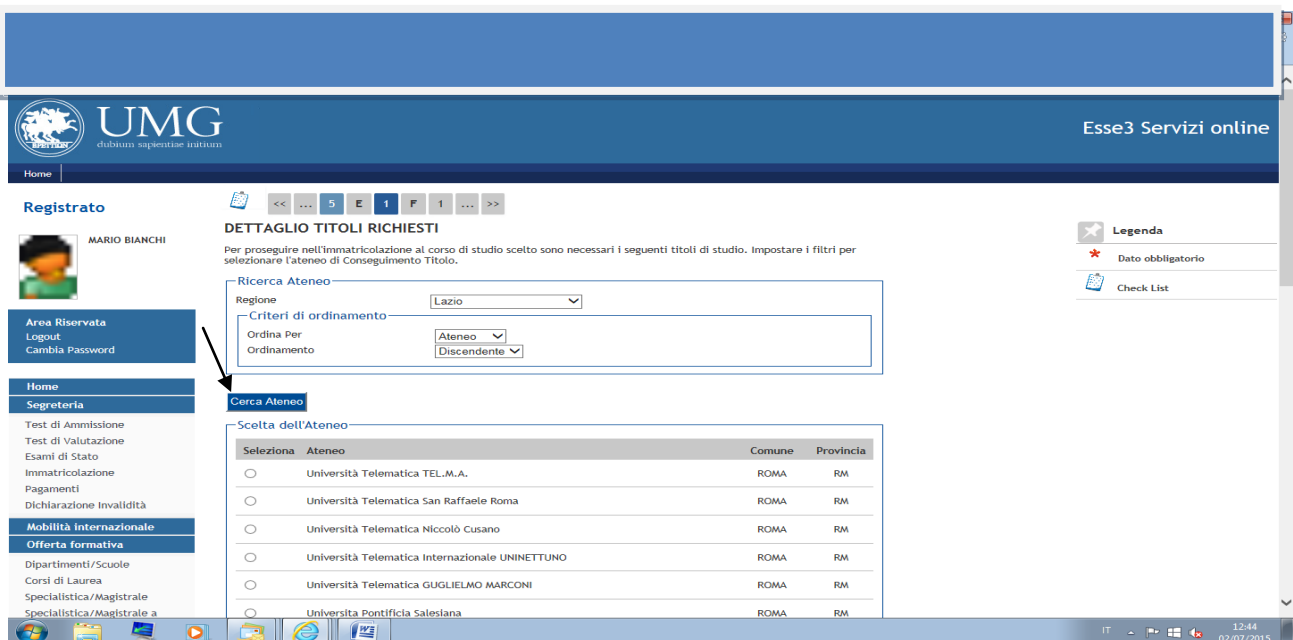 UMG
dubium sapientiae initium
Esse3 Servizi online
Home
Registrato
MARIO BIANCHI
Area Riservata
Logout
Cambia Password
Home
Segreteria
Test di Ammissione
Test di Valutazione
Esami di Stato
Immatricolazione
Pagamenti
Dichiarazione Invalidità
Mobilità internazionale
Offerta formativa
Dipartimenti/Scuole
Corsi di Laurea
Specialistica/Magistrale
Specialistica/Magistrale a
<< ... 5 E 1 F 1 ... >>
DETTAGLIO TITOLI RICHIESTI
Per proseguire nell'immatricolazione al corso di studio scelto sono necessari i seguenti titoli di studio. Impostare i filtri per
selezionare l'ateneo di Conseguimento Titolo.
Ricerca Ateneo
Regione Lazio
Criteri di ordinamento
Ordina Per Ateneo
Ordinamento Discendente
Cerca Ateneo
Scelta dell'Ateneo
Seleziona Ateneo Comune Provincia
Università Telematica TEL.M.A. ROMA RM
Università Telematica San Raffaele Roma ROMA RM
Università Telematica Niccolò Cusano ROMA RM
Università Telematica Internazionale UNINETTUNO ROMA RM
Università Telematica GUGLIELMO MARCONI ROMA RM
Universita Pontificia Salesiana ROMA RM
Legenda
* Dato obbligatorio
Check List
IT
12:44
02/07/2015